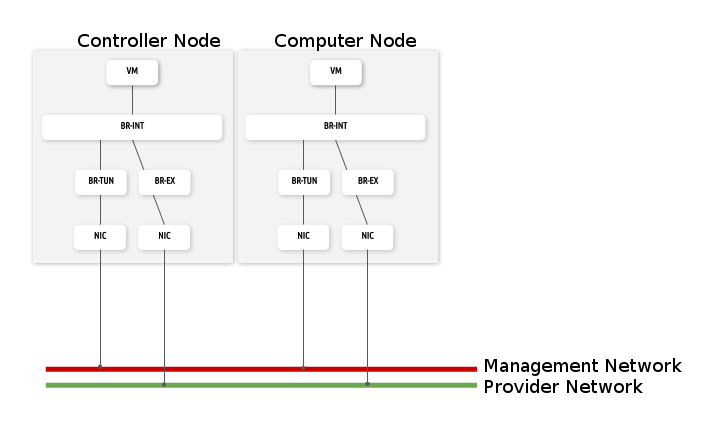 Controller Node
Computer Node
VM
VM
BR-INT
BR-INT
BR-TUN
BR-EX
BR-TUN
BR-EX
NIC
NIC
NIC
NIC
Management Network
Provider Network